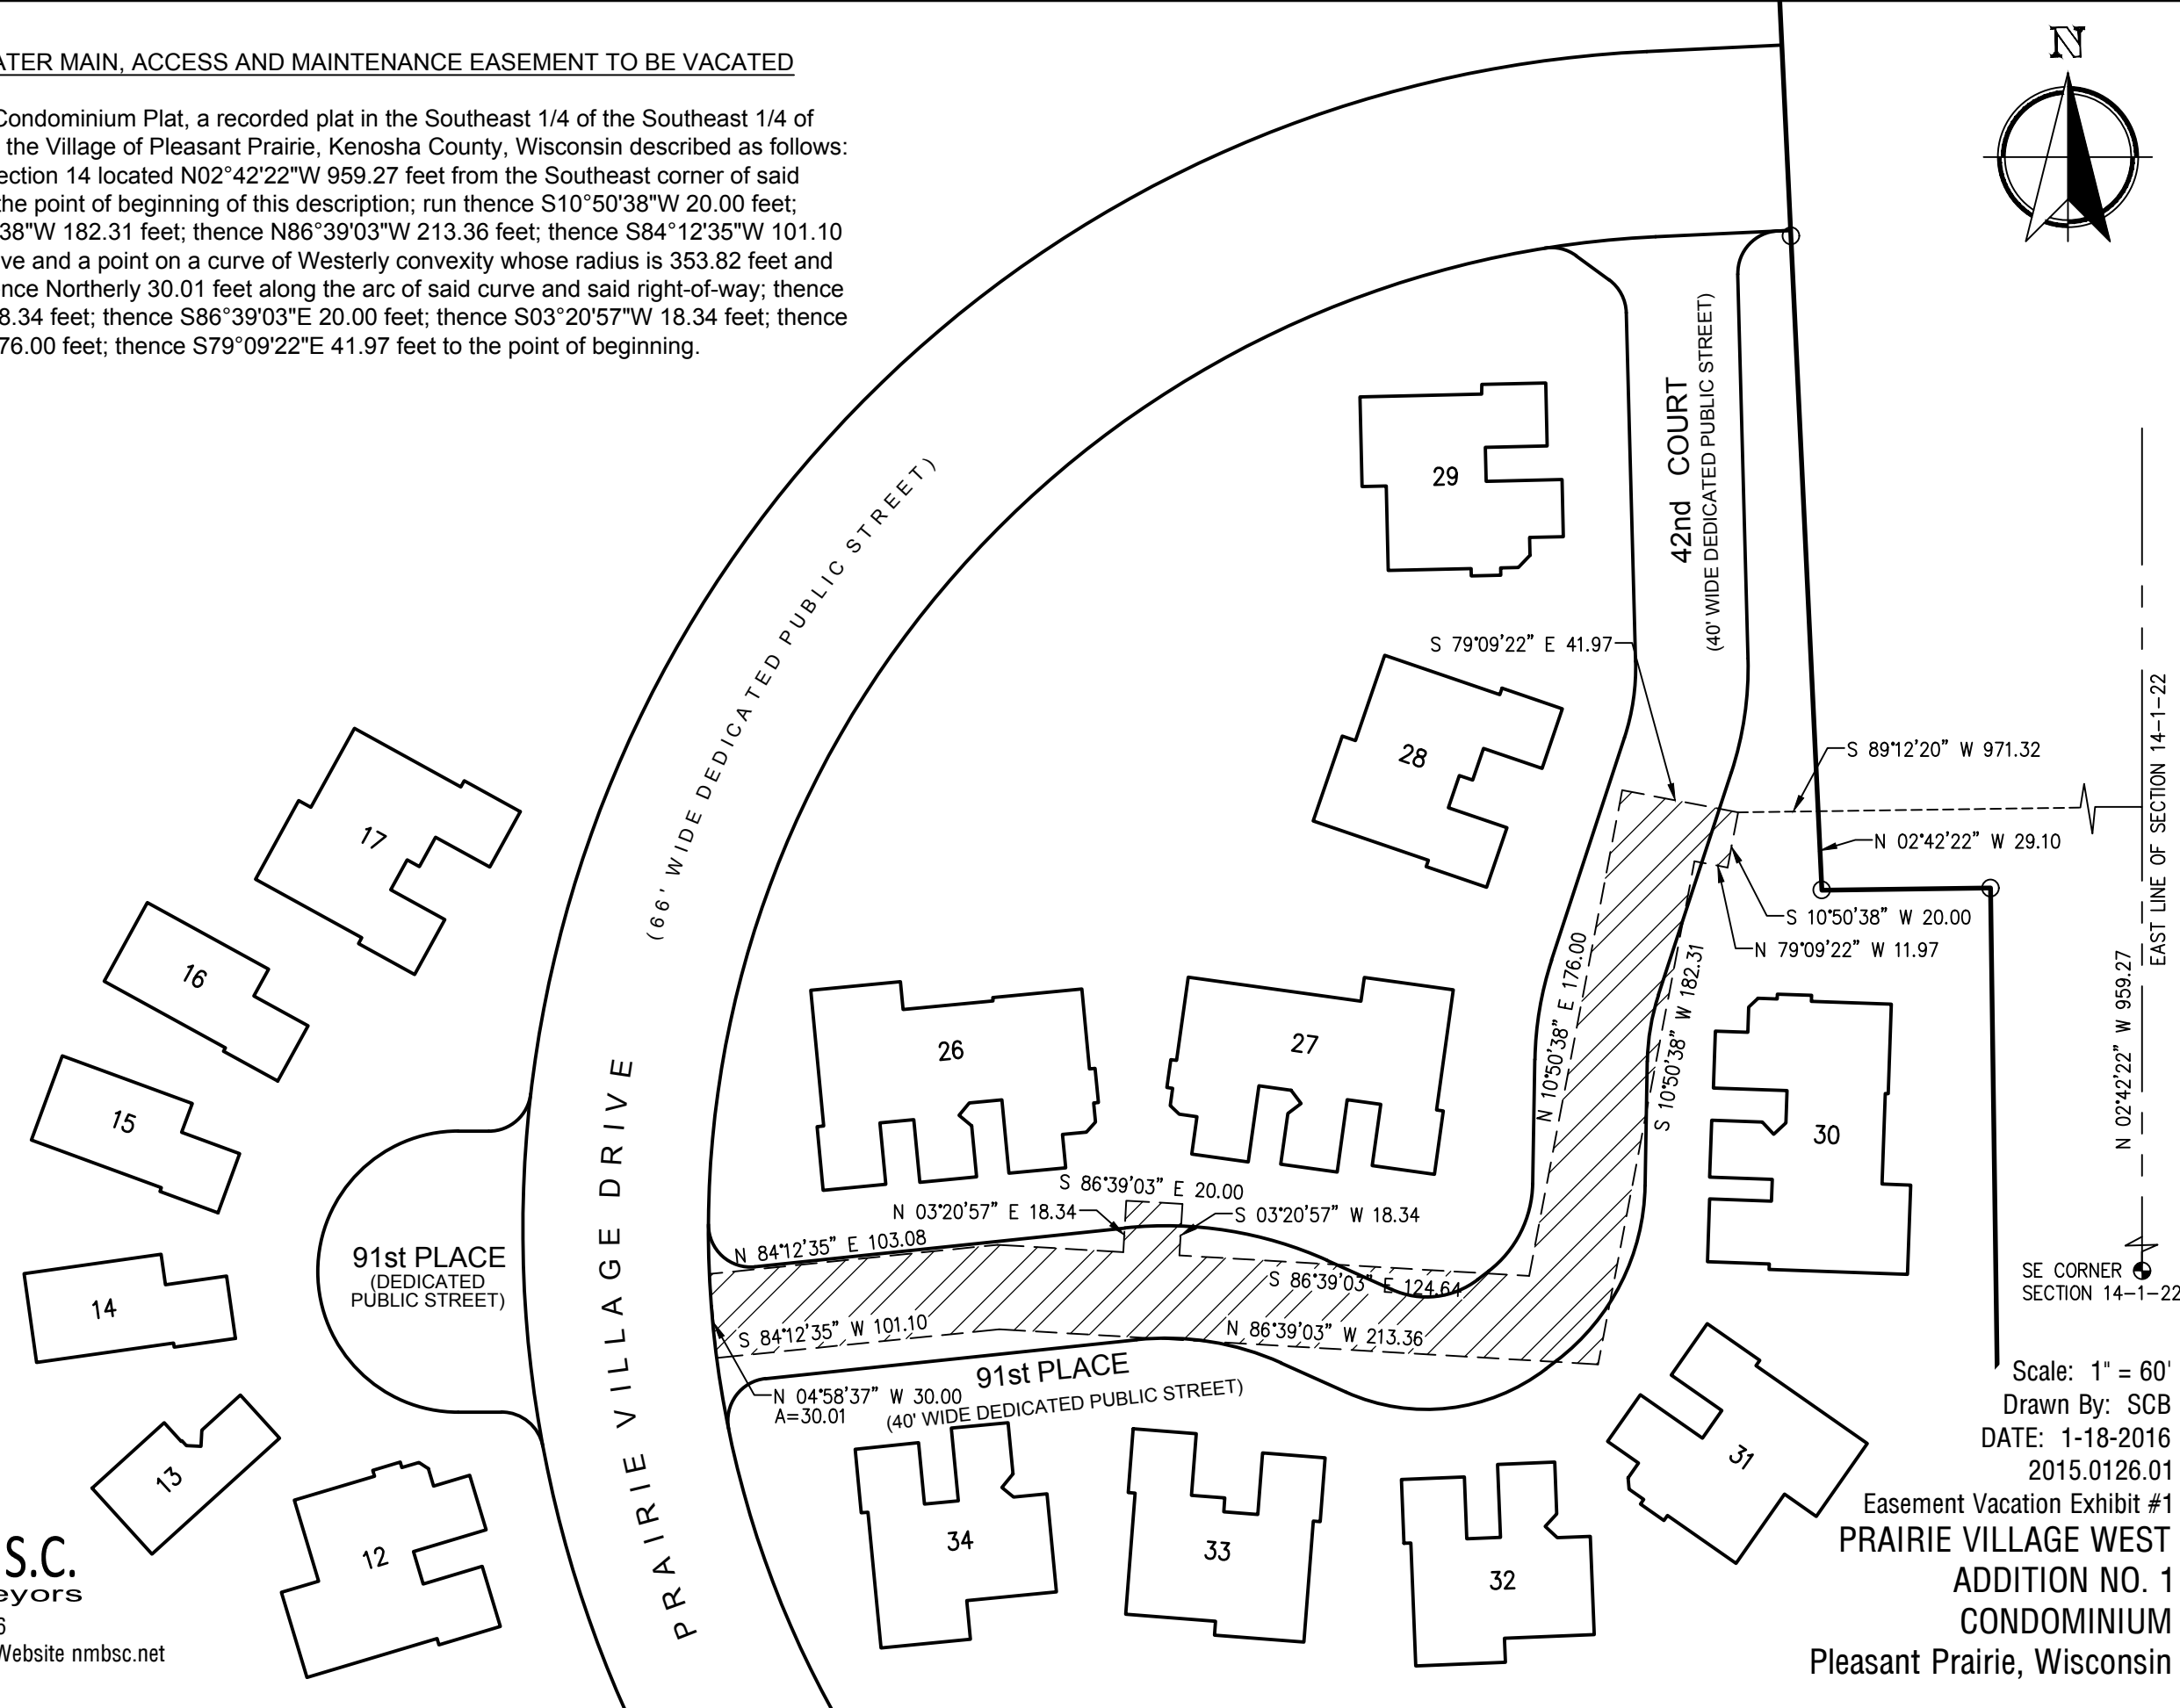 ATER MAIN, ACCESS AND MAINTENANCE EASEMENT TO BE VACATED
Condominium Plat, a recorded plat in the Southeast 1/4 of the Southeast 1/4 of
the Village of Pleasant Prairie, Kenosha County, Wisconsin described as follows:
ection 14 located N02°42'22"W 959.27 feet from the Southeast corner of said
the point of beginning of this description; run thence S10°50'38"W 20.00 feet;
38"W 182.31 feet; thence N86°39'03"W 213.36 feet; thence S84°12'35"W 101.10
ve and a point on a curve of Westerly convexity whose radius is 353.82 feet and
nce Northerly 30.01 feet along the arc of said curve and said right-of-way; thence
8.34 feet; thence S86°39'03"E 20.00 feet; thence S03°20'57"W 18.34 feet; thence
76.00 feet; thence S79°09'22"E 41.97 feet to the point of beginning.
N
42nd COURT
(40' WIDE DEDICATED PUBLIC STREET)
29
(66' WIDE DEDICATED PUBLIC STREET)
S 79°09'22" E 41.97
28
S 89°12'20" W 971.32
EAST LINE OF SECTION 14-1-22
N 02°42'22" W 29.10
17
S 10°50'38" W 20.00
N 79°09'22" W 11.97
16
N 10°50'38" E 176.00
S 10°50'38" W 182.31
N 02°42'22" W 959.27
26
27
15
30
S 86°39'03" E 20.00
N 03°20'57" E 18.34
S 03°20'57" W 18.34
N 84°12'35" E 103.08
PRAIRIE VILLAGE DRIVE
91st PLACE
(DEDICATED
PUBLIC STREET)
S 86°39'03" E 124.64
SE CORNER
SECTION 14-1-22
14
S 84°12'35" W 101.10
N 86°39'03" W 213.36
91st PLACE
(40' WIDE DEDICATED PUBLIC STREET)
N 04°58'37" W 30.00
A=30.01
13
12
34
33
32
31
Scale: 1" = 60'
Drawn By: SCB
DATE: 1-18-2016
2015.0126.01
Easement Vacation Exhibit #1
PRAIRIE VILLAGE WEST
ADDITION NO. 1
CONDOMINIUM
Pleasant Prairie, Wisconsin
S.C.
eyors
6
Website nmbsc.net